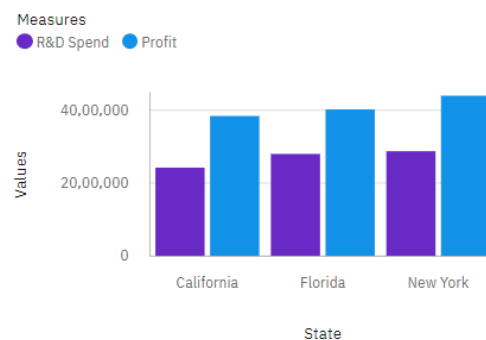 Measures
R&D Spend Profit
40,00,000
20,00,000
0
Values
California Florida New York
State